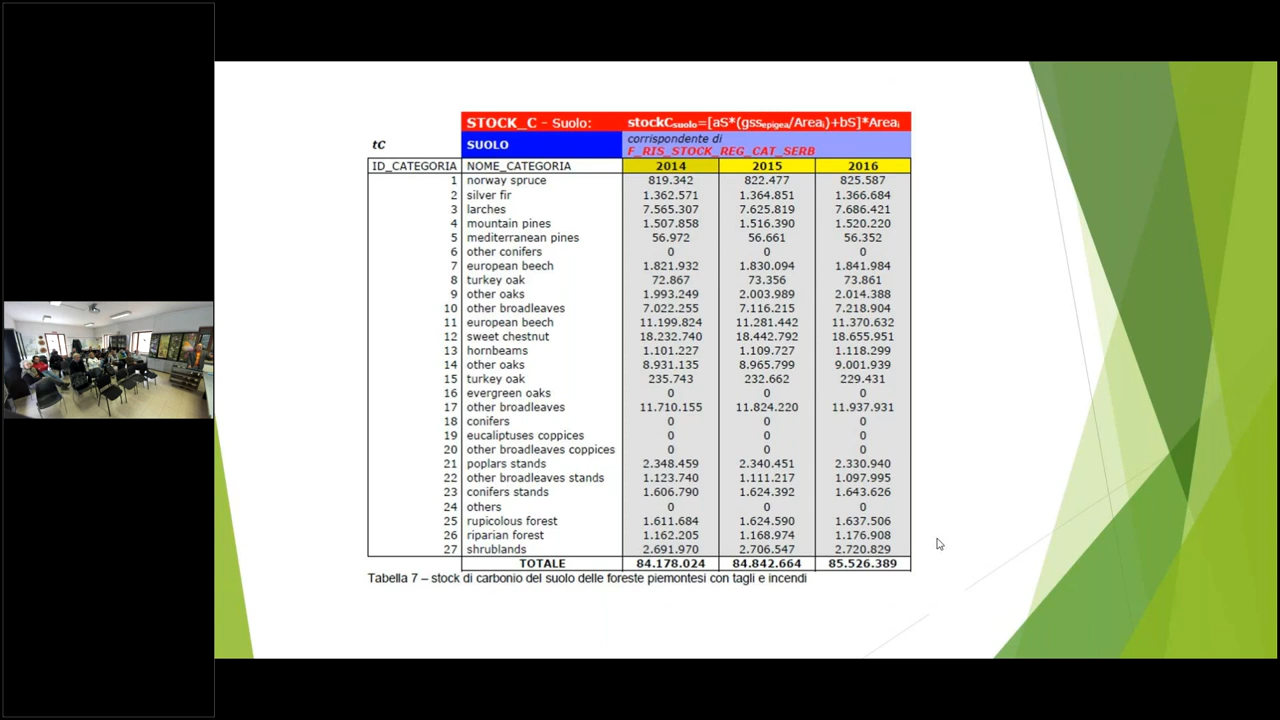 STOCK_C - Suolo: stockCsuolo=[aS*(gssepigea/Areai)+bS]*Areai
tC SUOLO corrispondente di
F_RIS_STOCK_REG_CAT_SERB
ID_CATEGORIA NOME_CATEGORIA 2014 2015 2016
1 norway spruce 819.342 822.477 825.587
2 silver fir 1.362.571 1.364.851 1.366.684
3 larches 7.565.307 7.625.819 7.686.421
4 mountain pines 1.507.858 1.516.390 1.520.220
5 mediterranean pines 56.972 56.661 56.352
6 other conifers 0 0 0
7 european beech 1.821.932 1.830.094 1.841.984
8 turkey oak 72.867 73.356 73.861
9 other oaks 1.993.249 2.003.989 2.014.388
10 other broadleaves 7.022.255 7.116.215 7.218.904
11 european beech 11.199.824 11.281.442 11.370.632
12 sweet chestnut 18.232.740 18.442.792 18.655.951
13 hornbeams 1.101.227 1.109.727 1.118.299
14 other oaks 8.931.135 8.965.799 9.001.939
15 turkey oak 235.743 232.662 229.431
16 evergreen oaks 0 0 0
17 other broadleaves 11.710.155 11.824.220 11.937.931
18 conifers 0 0 0
19 eucaliptuses coppices 0 0 0
20 other broadleaves coppices 0 0 0
21 poplars stands 2.348.459 2.340.451 2.330.940
22 other broadleaves stands 1.123.740 1.111.217 1.097.995
23 conifers stands 1.606.790 1.624.392 1.643.626
24 others 0 0 0
25 rupicolous forest 1.611.684 1.624.590 1.637.506
26 riparian forest 1.162.205 1.168.974 1.176.908
27 shrublands 2.691.970 2.706.547 2.720.829
TOTALE 84.178.024 84.842.664 85.526.389
Tabella 7 – stock di carbonio del suolo delle foreste piemontesi con tagli e incendi